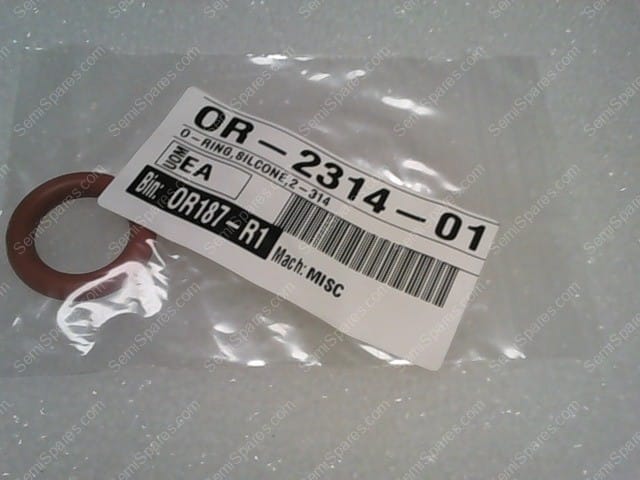 OR-2314-01
O-RING,SILCONE,2-314
UOM EA
Bin: OR187-R1
Mach: MISC
SemiSpares.com